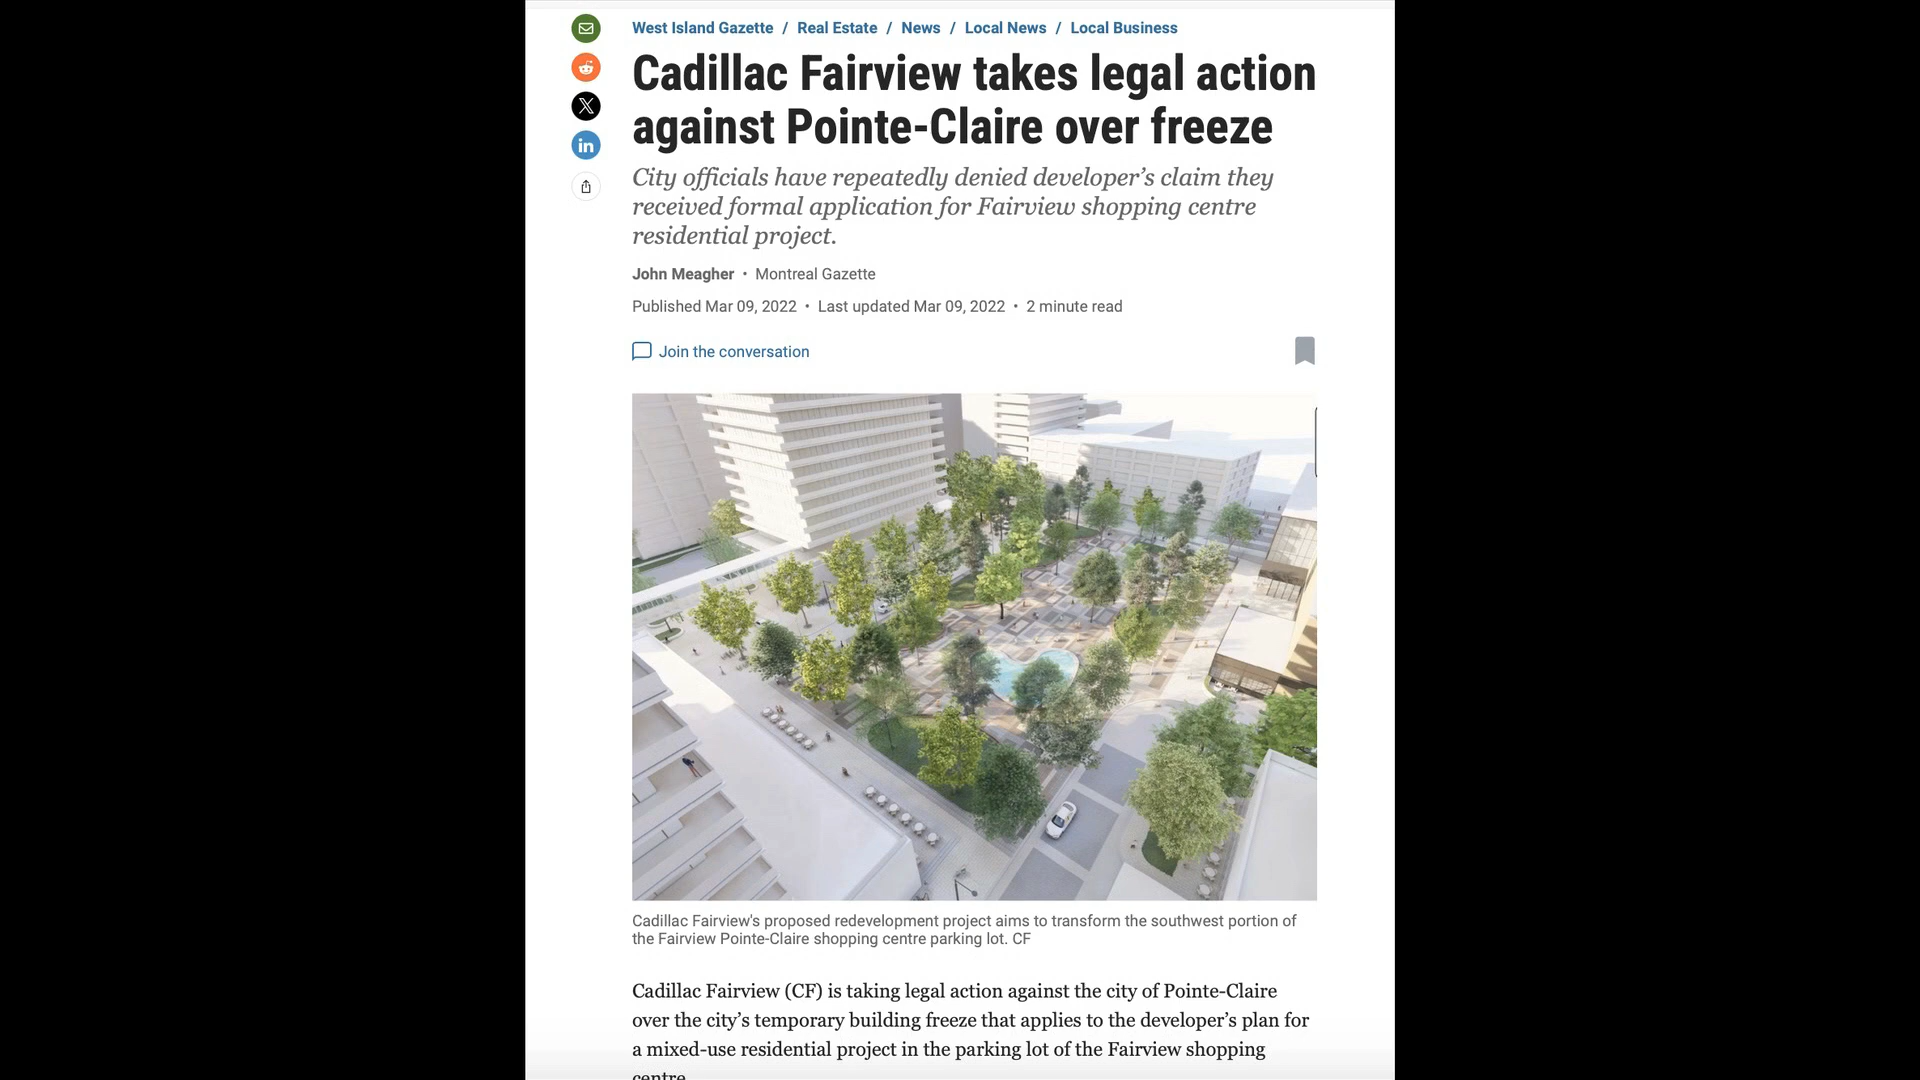 West Island Gazette / Real Estate / News / Local News / Local Business
Cadillac Fairview takes legal action
against Pointe-Claire over freeze
City officials have repeatedly denied developer’s claim they
received formal application for Fairview shopping centre
residential project.
John Meagher • Montreal Gazette
Published Mar 09, 2022 • Last updated Mar 09, 2022 • 2 minute read
Join the conversation
Cadillac Fairview's proposed redevelopment project aims to transform the southwest portion of
the Fairview Pointe-Claire shopping centre parking lot. CF
Cadillac Fairview (CF) is taking legal action against the city of Pointe-Claire
over the city’s temporary building freeze that applies to the developer’s plan for
a mixed-use residential project in the parking lot of the Fairview shopping
centre.